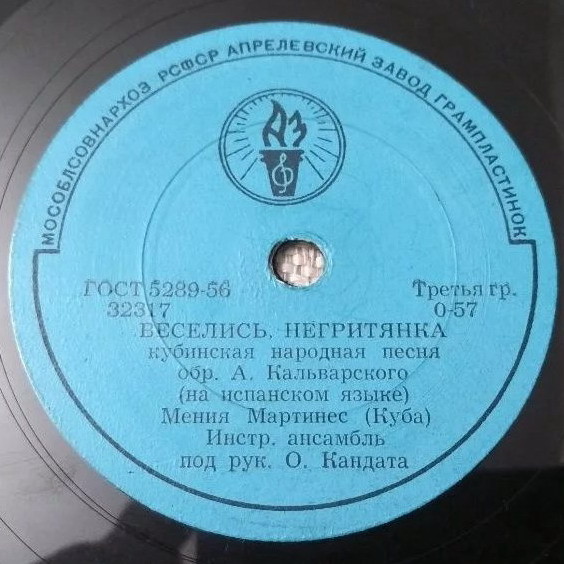 МОСОБЛСОВНАРХОЗ РСФСР АПРЕЛЕВСКИЙ ЗАВОД ГРАМПЛАСТИНОК
АЗ
ГОСТ 5289-56 Третья гр.
32317 0-57
ВЕСЕЛИСЬ, НЕГРИТЯНКА
кубинская народная песня
обр. А. Кальварского
(на испанском языке)
Мения Мартинес (Куба)
Инстр. ансамбль
под рук. О. Кандата